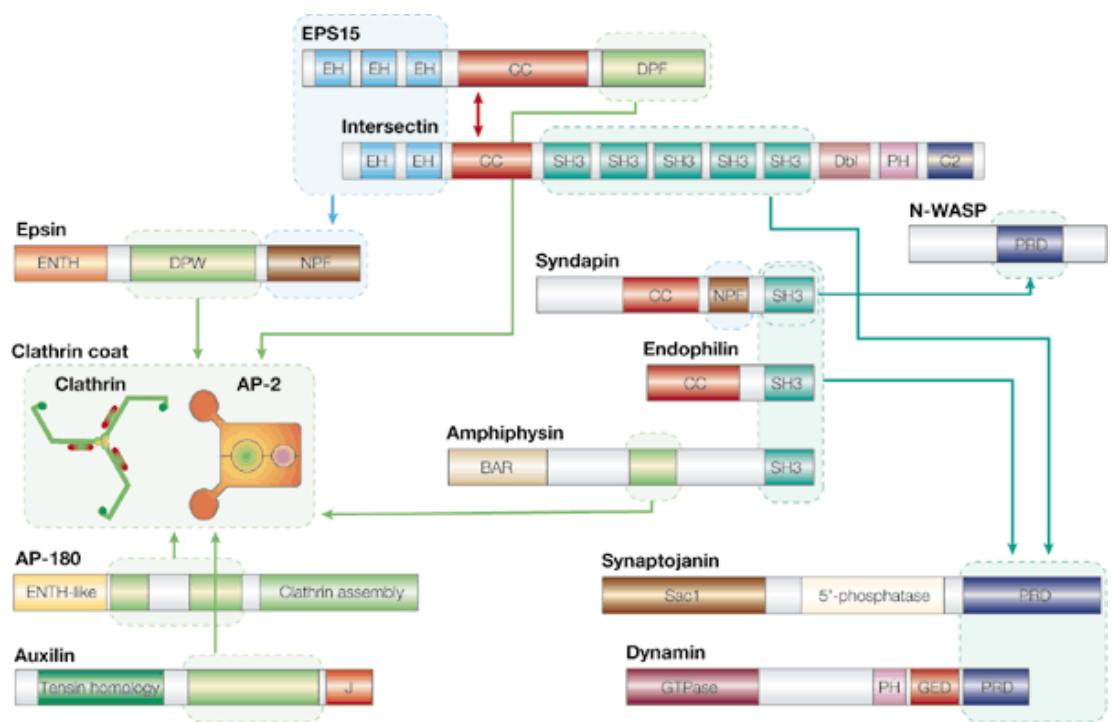 EPS15
EH EH EH CC DPF
Intersectin
EH EH CC SH3 SH3 SH3 SH3 SH3 Dbl PH C2
N-WASP
PRD
Epsin
ENTH DPW NPF
Syndapin
CC NPF SH3
Clathrin coat
Clathrin AP-2
Endophilin
CC SH3
Amphiphysin
BAR SH3
AP-180
ENTH-like Clathrin assembly
Synaptojanin
Sac1 5'-phosphatase PRD
Auxilin
Tensin homology J
Dynamin
GTPase PH GED PRD